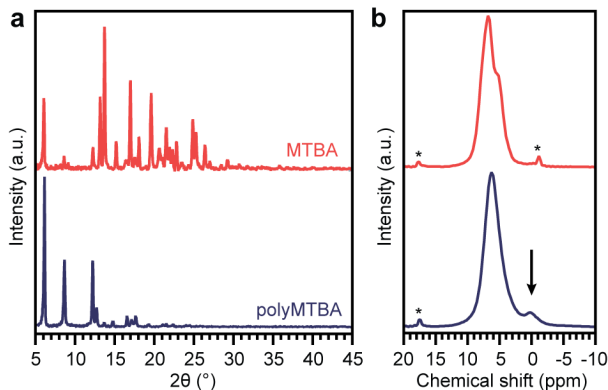 a
b
Intensity (a.u.)
MTBA
polyMTBA
5 10 15 20 25 30 35 40 45
2θ (°)
Intensity (a.u.)
*
*
*
20 15 10 5 0 -5 -10
Chemical shift (ppm)